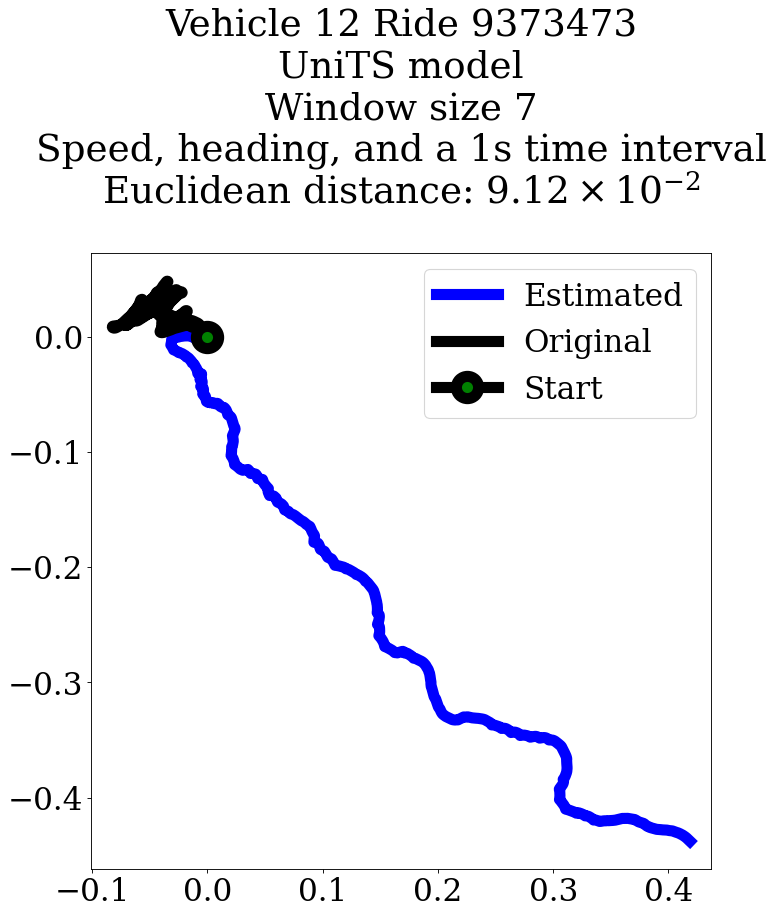 Vehicle 12 Ride 9373473
UniTS model
Window size 7
Speed, heading, and a 1s time interval
Euclidean distance: 9.12 × 10⁻²
Estimated
Original
Start
0.0
−0.1
−0.2
−0.3
−0.4
−0.1 0.0 0.1 0.2 0.3 0.4